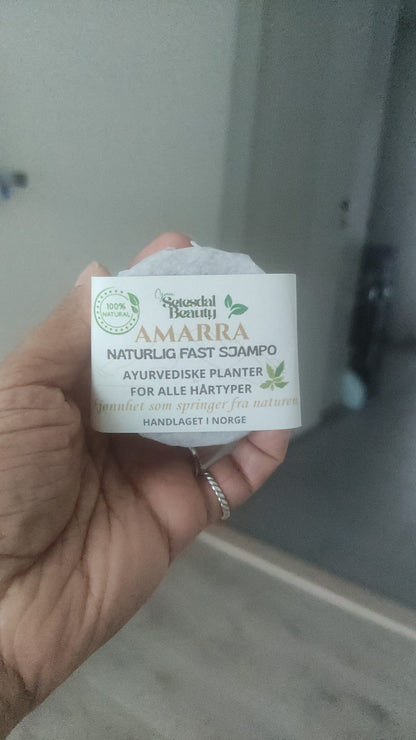 100%
NATURAL
Setesdal
Beauty
AMARRA
NATURLIG FAST SJAMPO
AYURVEDISKE PLANTER
FOR ALLE HÅRTYPER
jønnhet som springer fra naturen
HANDLAGET I NORGE